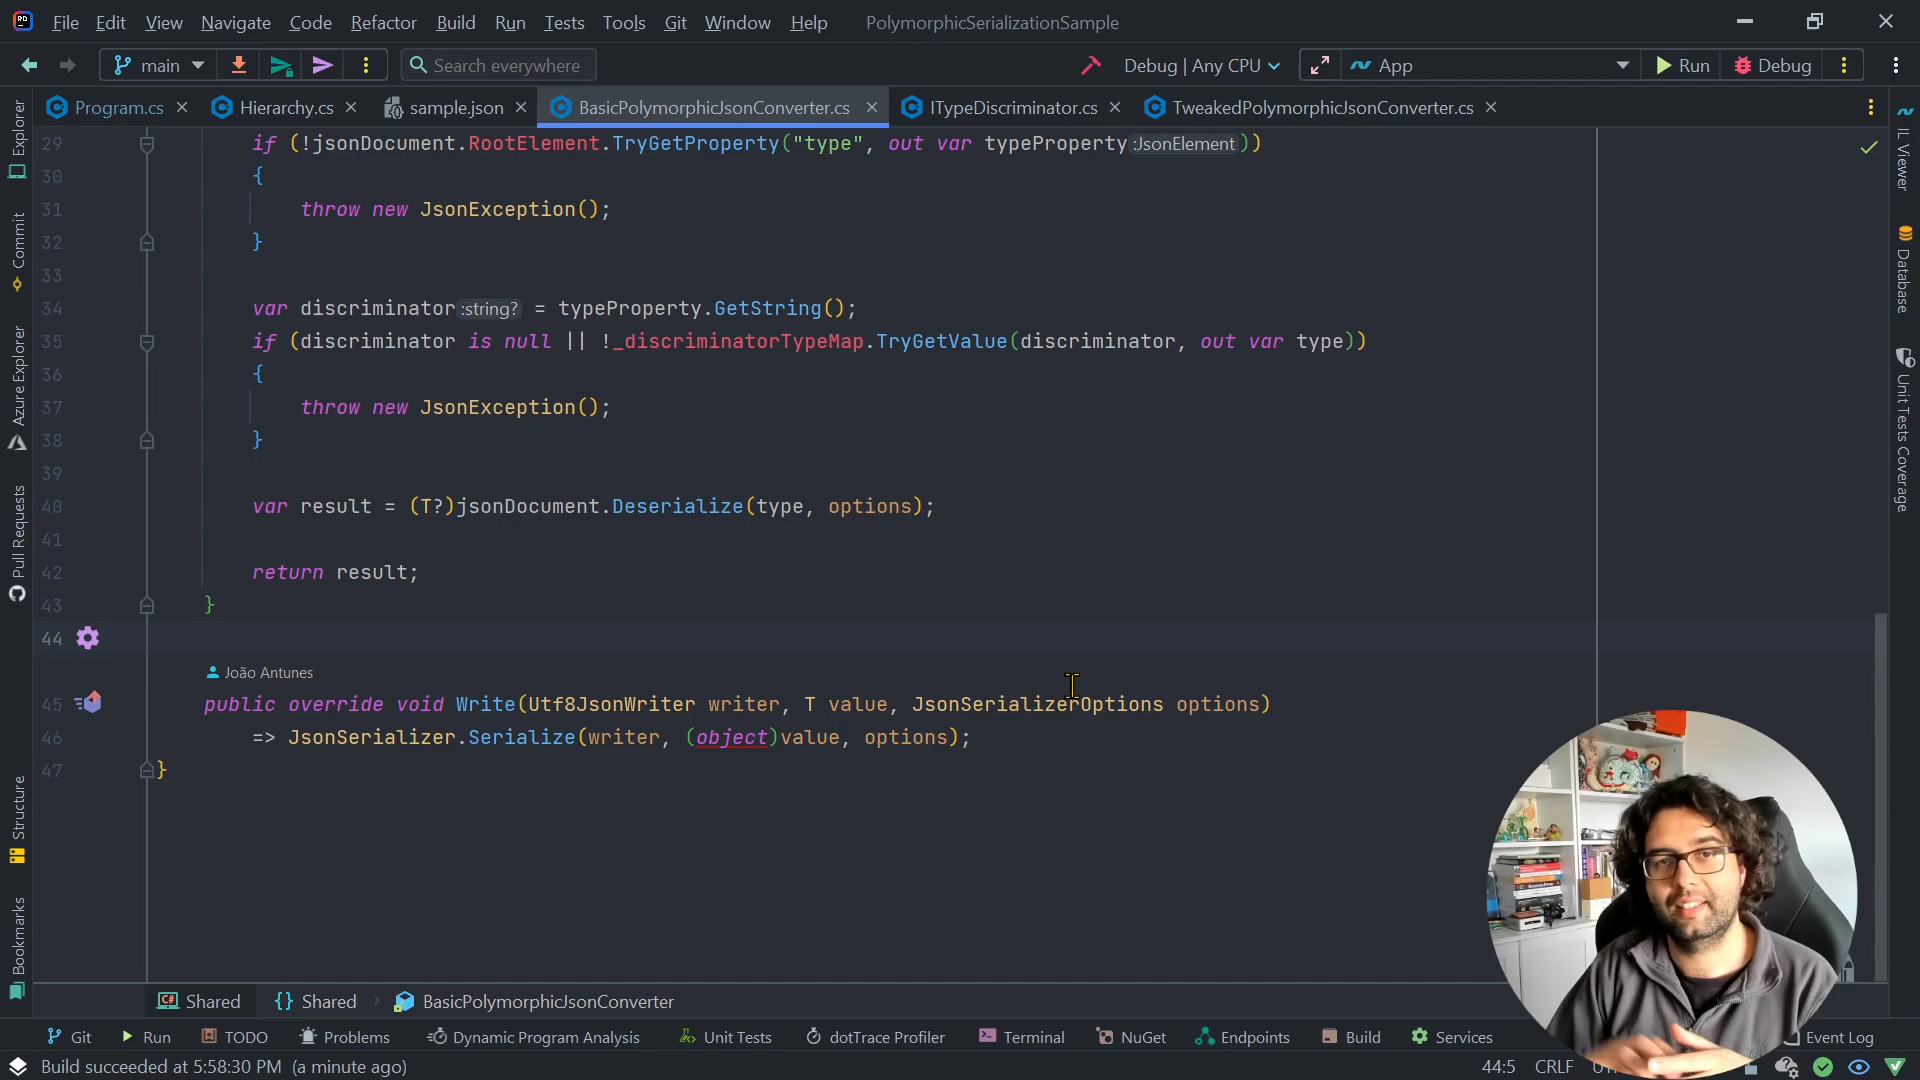 File Edit View Navigate Code Refactor Build Run Tests Tools Git Window Help PolymorphicSerializationSample
main Search everywhere Debug | Any CPU App Run Debug
Program.cs Hierarchy.cs sample.json BasicPolymorphicJsonConverter.cs ITypeDiscriminator.cs TweakedPolymorphicJsonConverter.cs
Explorer
Commit
Azure Explorer
Pull Requests
Structure
Bookmarks
29 if (!jsonDocument.RootElement.TryGetProperty("type", out var typeProperty :JsonElement ))
30 {
31 throw new JsonException();
32 }
33
34 var discriminator :string? = typeProperty.GetString();
35 if (discriminator is null || !_discriminatorTypeMap.TryGetValue(discriminator, out var type))
36 {
37 throw new JsonException();
38 }
39
40 var result = (T?)jsonDocument.Deserialize(type, options);
41
42 return result;
43 }
44
João Antunes
45 public override void Write(Utf8JsonWriter writer, T value, JsonSerializerOptions options)
46 => JsonSerializer.Serialize(writer, (object)value, options);
47 }
IL Viewer
Database
Unit Tests Coverage
C# Shared {} Shared BasicPolymorphicJsonConverter
Git Run TODO Problems Dynamic Program Analysis Unit Tests dotTrace Profiler Terminal NuGet Endpoints Build Services Event Log
Build succeeded at 5:58:30 PM (a minute ago) 44:5 CRLF